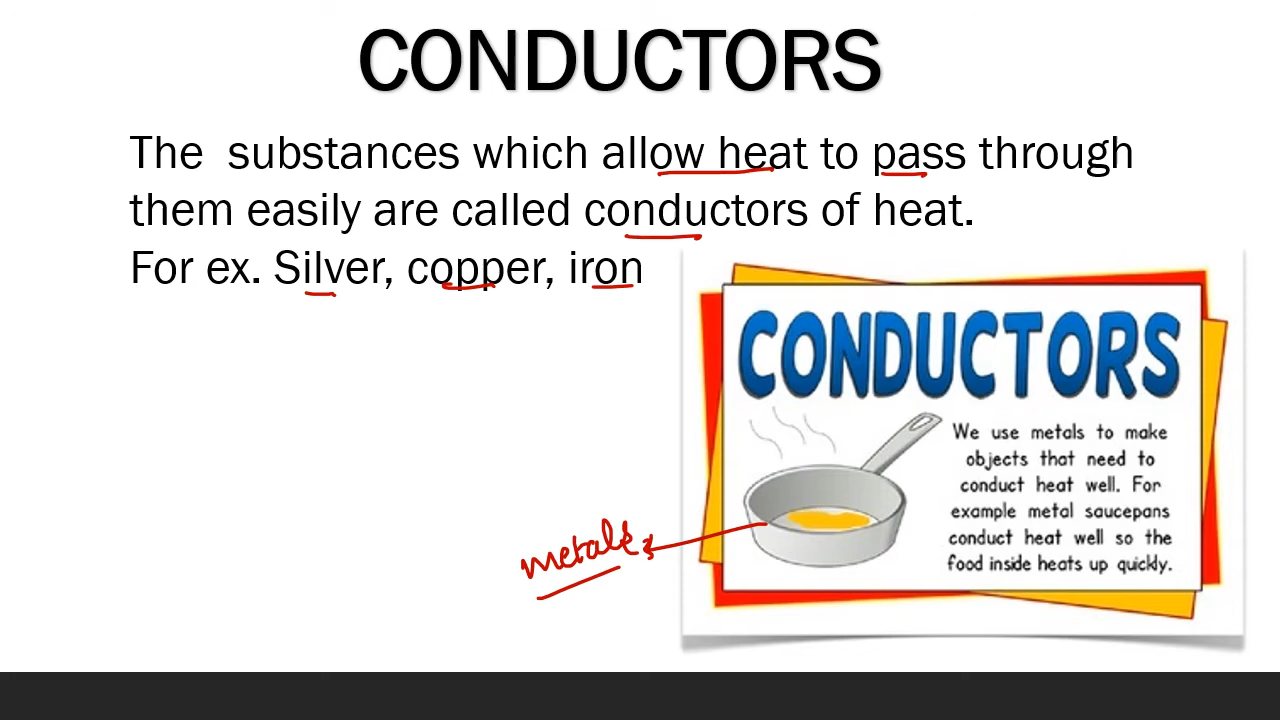 CONDUCTORS
The substances which allow heat to pass through
them easily are called conductors of heat.
For ex. Silver, copper, iron
CONDUCTORS
We use metals to make
objects that need to
conduct heat well. For
example metal saucepans
conduct heat well so the
food inside heats up quickly.
metals